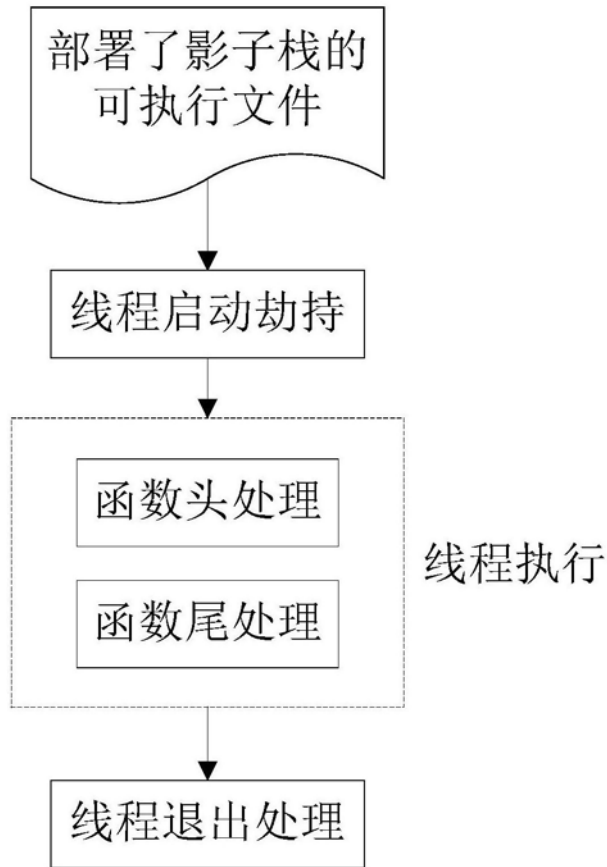 部署了影子栈的
可执行文件
线程启动劫持
函数头处理
线程执行
函数尾处理
线程退出处理